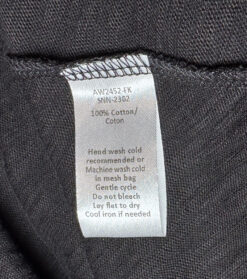 AW2452-FK
SNN-2302
100% Cotton/
Coton
Hand wash cold
recommended or
Machine wash cold
in mesh bag
Gentle cycle
Do not bleach
Lay flat to dry
Cool iron if needed